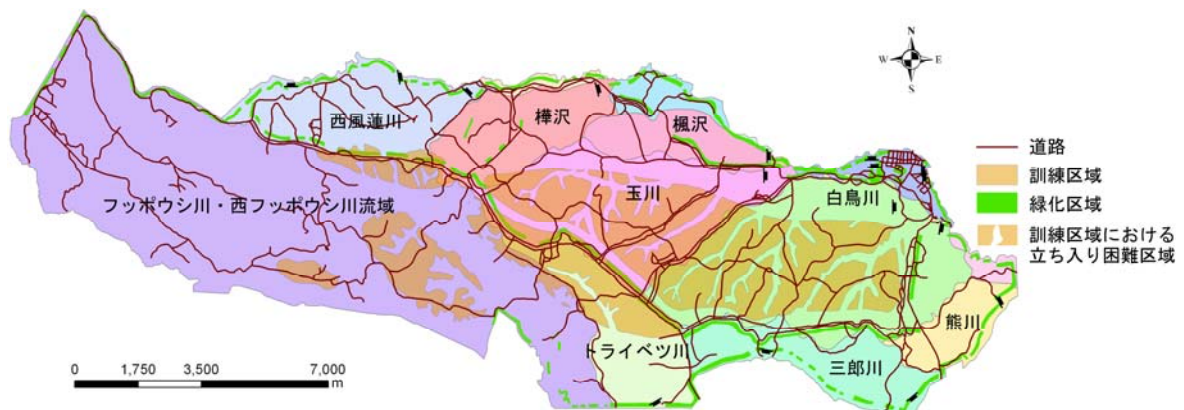 N
W
E
S
西風蓮川
樺沢
楓沢
玉川
白鳥川
フッポウシ川・西フッポウシ川流域
トライベツ川
三郎川
熊川
道路
訓練区域
緑化区域
訓練区域における
立ち入り困難区域
0 1,750 3,500 7,000
m